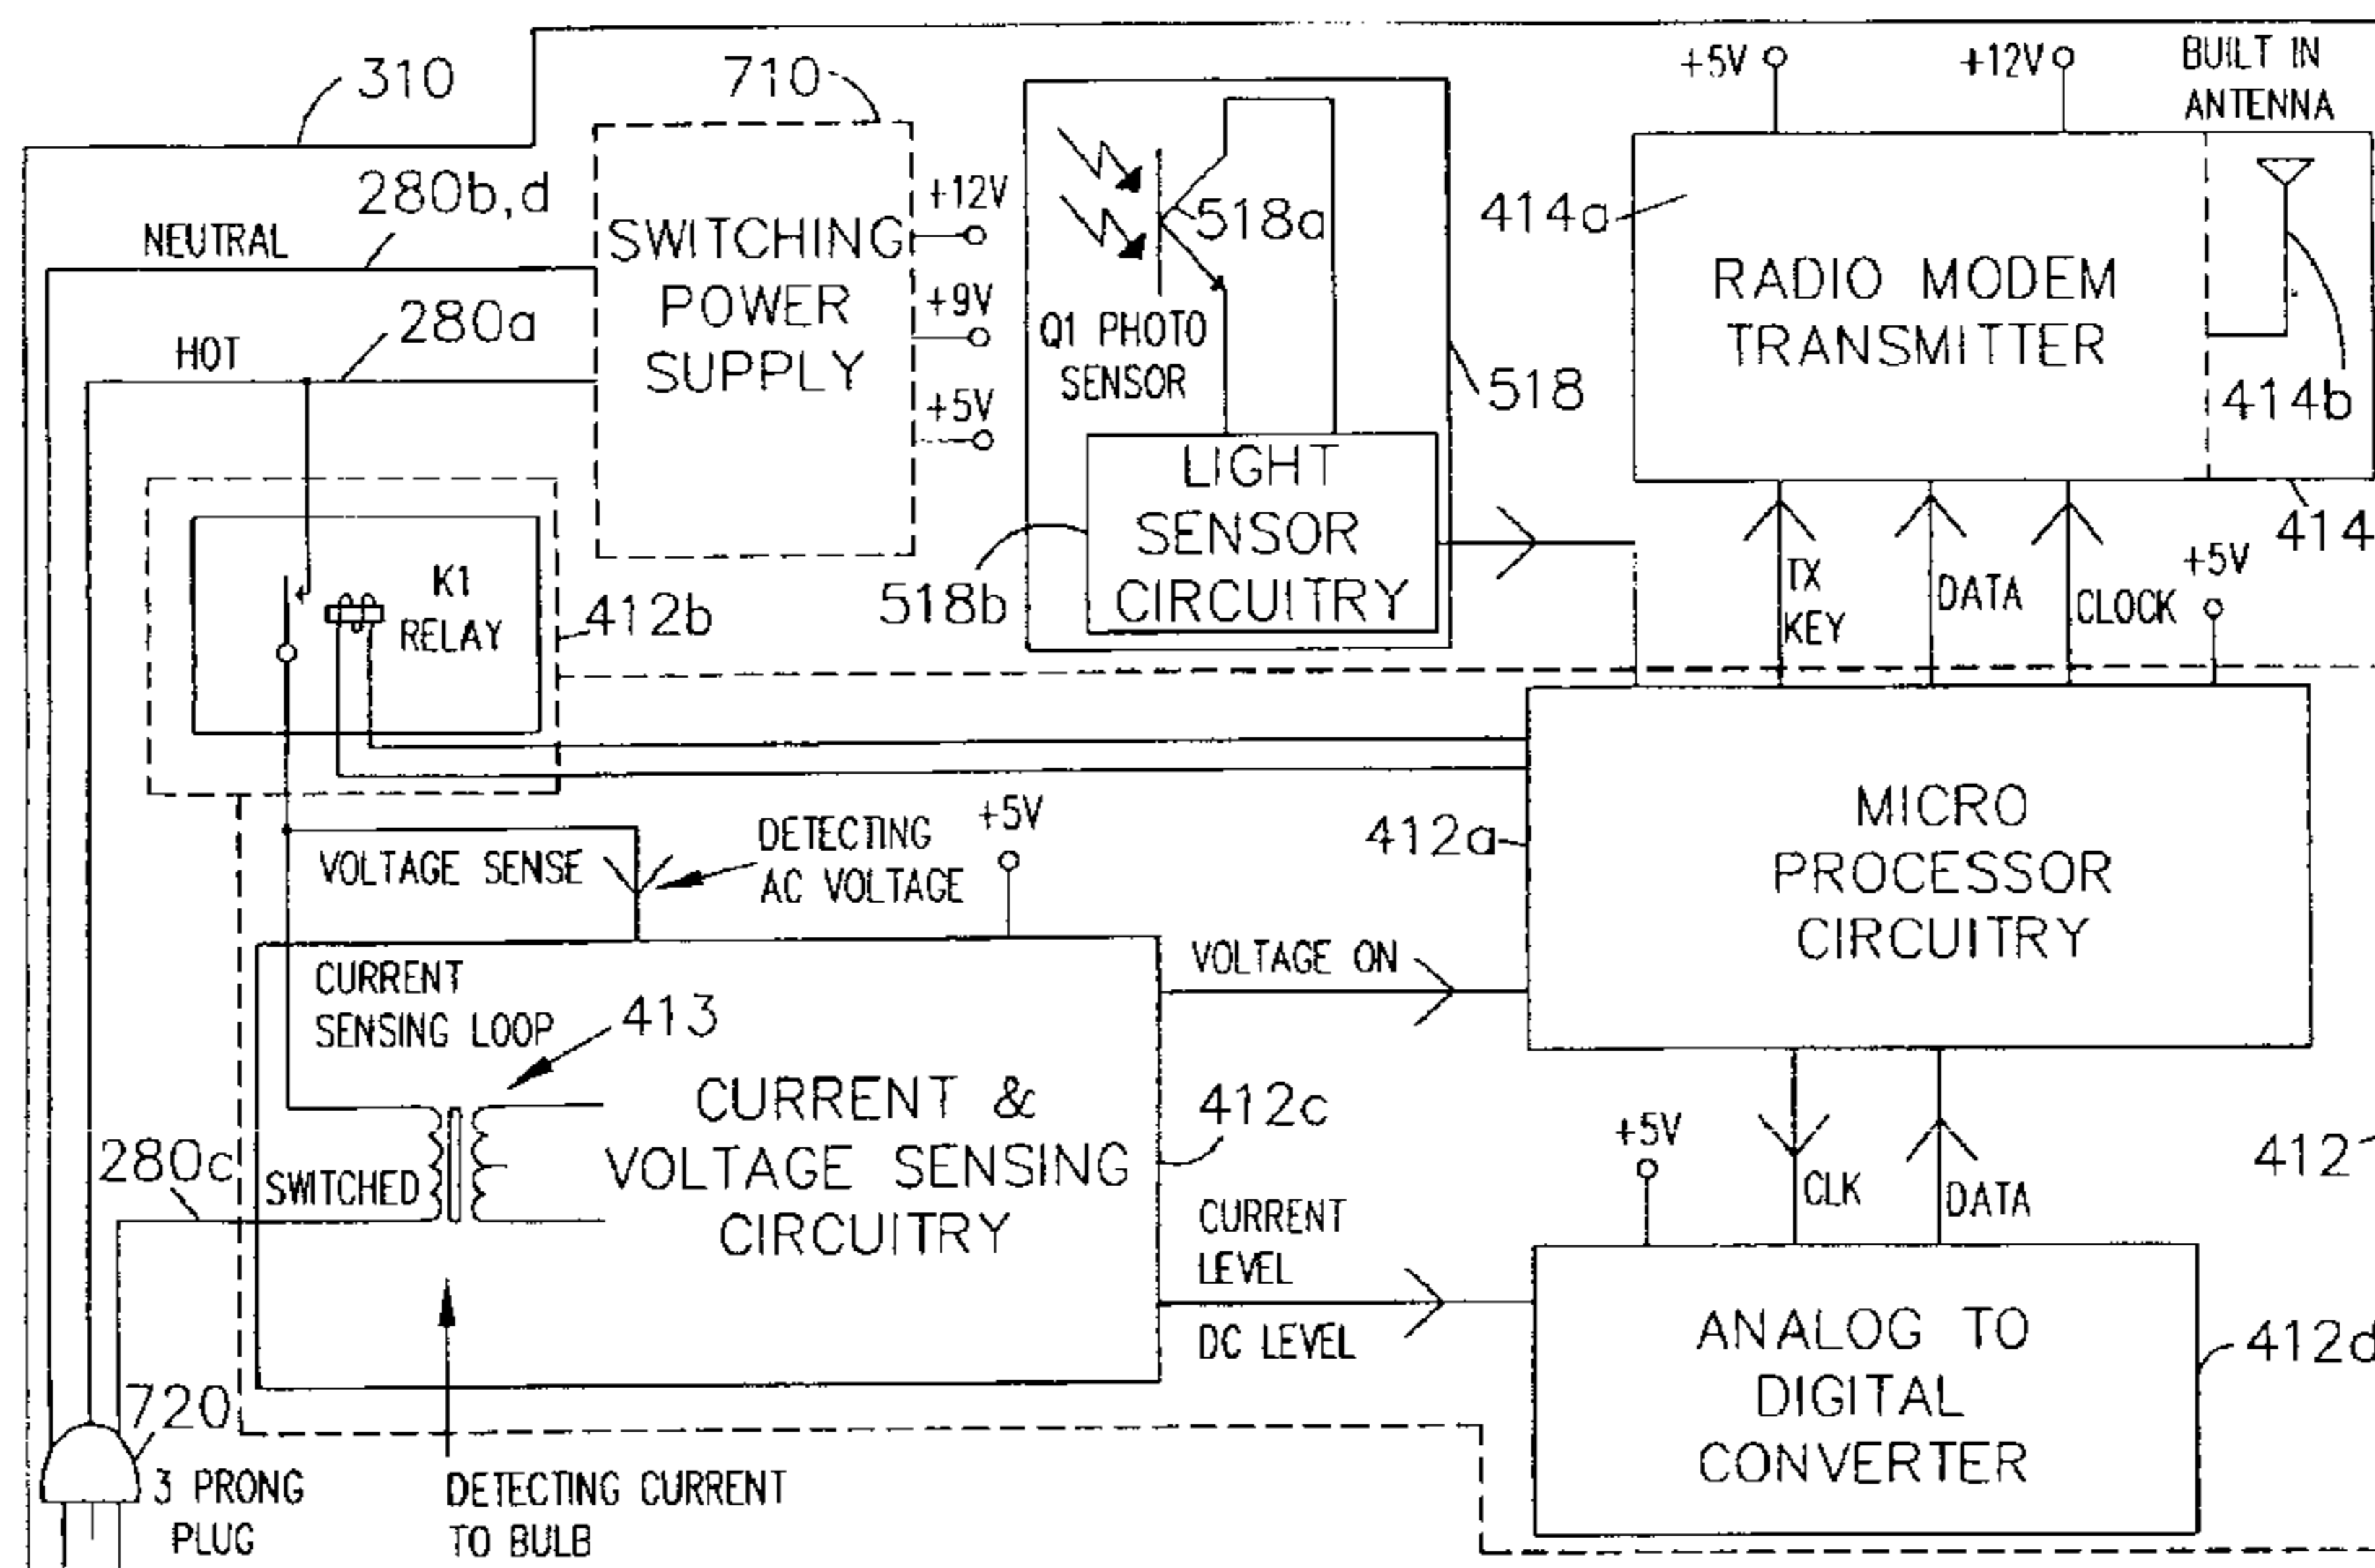 310
710
+5V
+12V
BUILT IN
ANTENNA
280b,d
NEUTRAL
SWITCHING
POWER
SUPPLY
+12V
+9V
+5V
518a
Q1 PHOTO
SENSOR
518
414a
RADIO MODEM
TRANSMITTER
414b
414
280a
HOT
LIGHT
SENSOR
CIRCUITRY
518b
TX
KEY
DATA
CLOCK
+5V
K1
RELAY
412b
MICRO
PROCESSOR
CIRCUITRY
412a
VOLTAGE SENSE
DETECTING
AC VOLTAGE
+5V
CURRENT
SENSING LOOP
413
VOLTAGE ON
CURRENT &
VOLTAGE SENSING
CIRCUITRY
412c
280c
SWITCHED
+5V
CLK
DATA
412
CURRENT
LEVEL
DC LEVEL
ANALOG TO
DIGITAL
CONVERTER
412d
720
3 PRONG
PLUG
DETECTING CURRENT
TO BULB